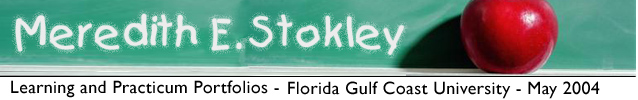 Meredith E. Stokley
Learning and Practicum Portfolios - Florida Gulf Coast University - May 2004